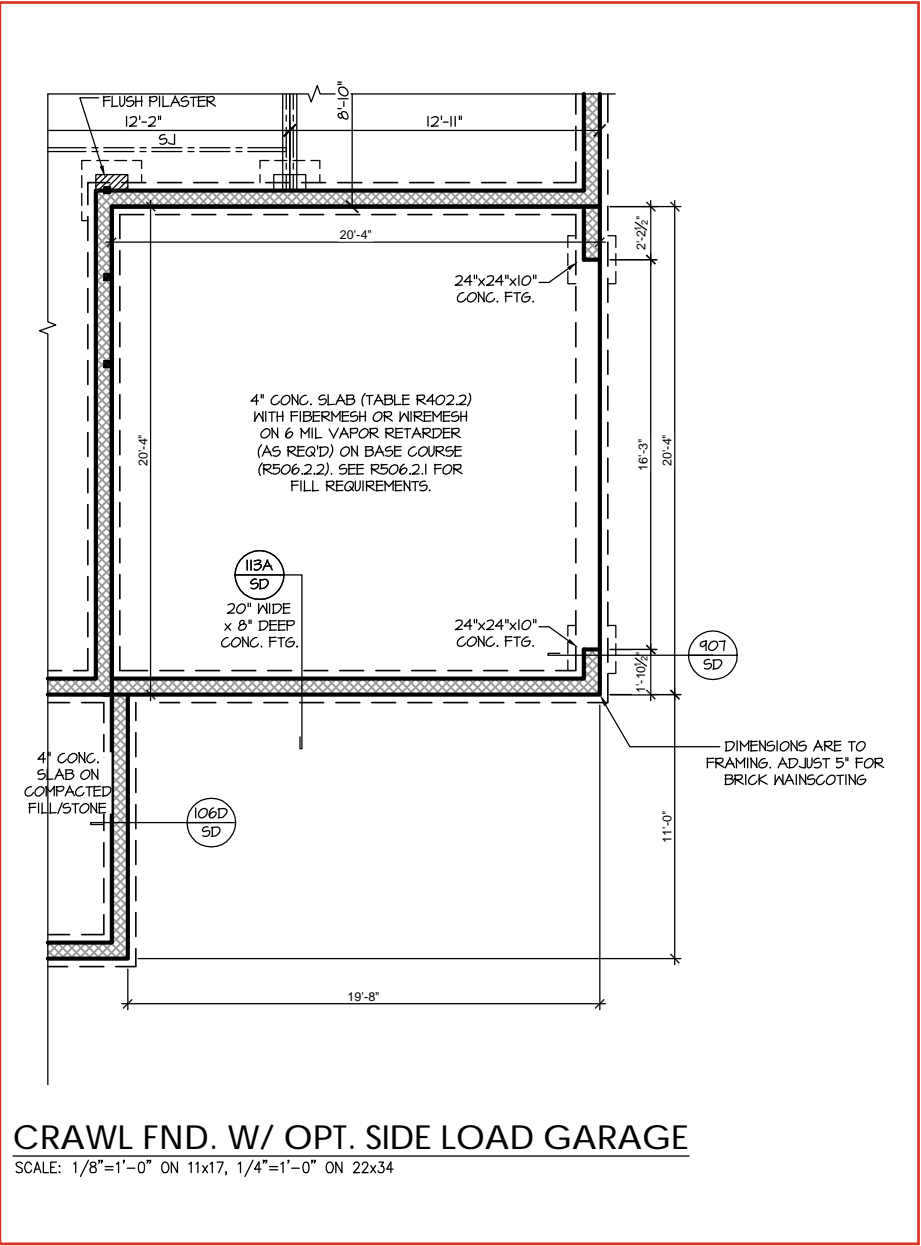 FLUSH PILASTER
12'-2"
8'-10"
12'-11"
SJ
20'-4"
2'-2½"
24"x24"x10"
CONC. FTG.
4" CONC. SLAB (TABLE R402.2)
WITH FIBERMESH OR WIREMESH
ON 6 MIL VAPOR RETARDER
(AS REQ'D) ON BASE COURSE
(R506.2.2). SEE R506.2.1 FOR
FILL REQUIREMENTS.
20'-4"
16'-3"
20'-4"
113A
SD
20" WIDE
x 8" DEEP
CONC. FTG.
24"x24"x10"
CONC. FTG.
907
SD
1'-10½"
DIMENSIONS ARE TO
FRAMING. ADJUST 5" FOR
BRICK WAINSCOTING
4" CONC.
SLAB ON
COMPACTED
FILL/STONE
106D
SD
11'-0"
19'-8"
CRAWL FND. W/ OPT. SIDE LOAD GARAGE
SCALE: 1/8"=1'-0" ON 11x17, 1/4"=1'-0" ON 22x34